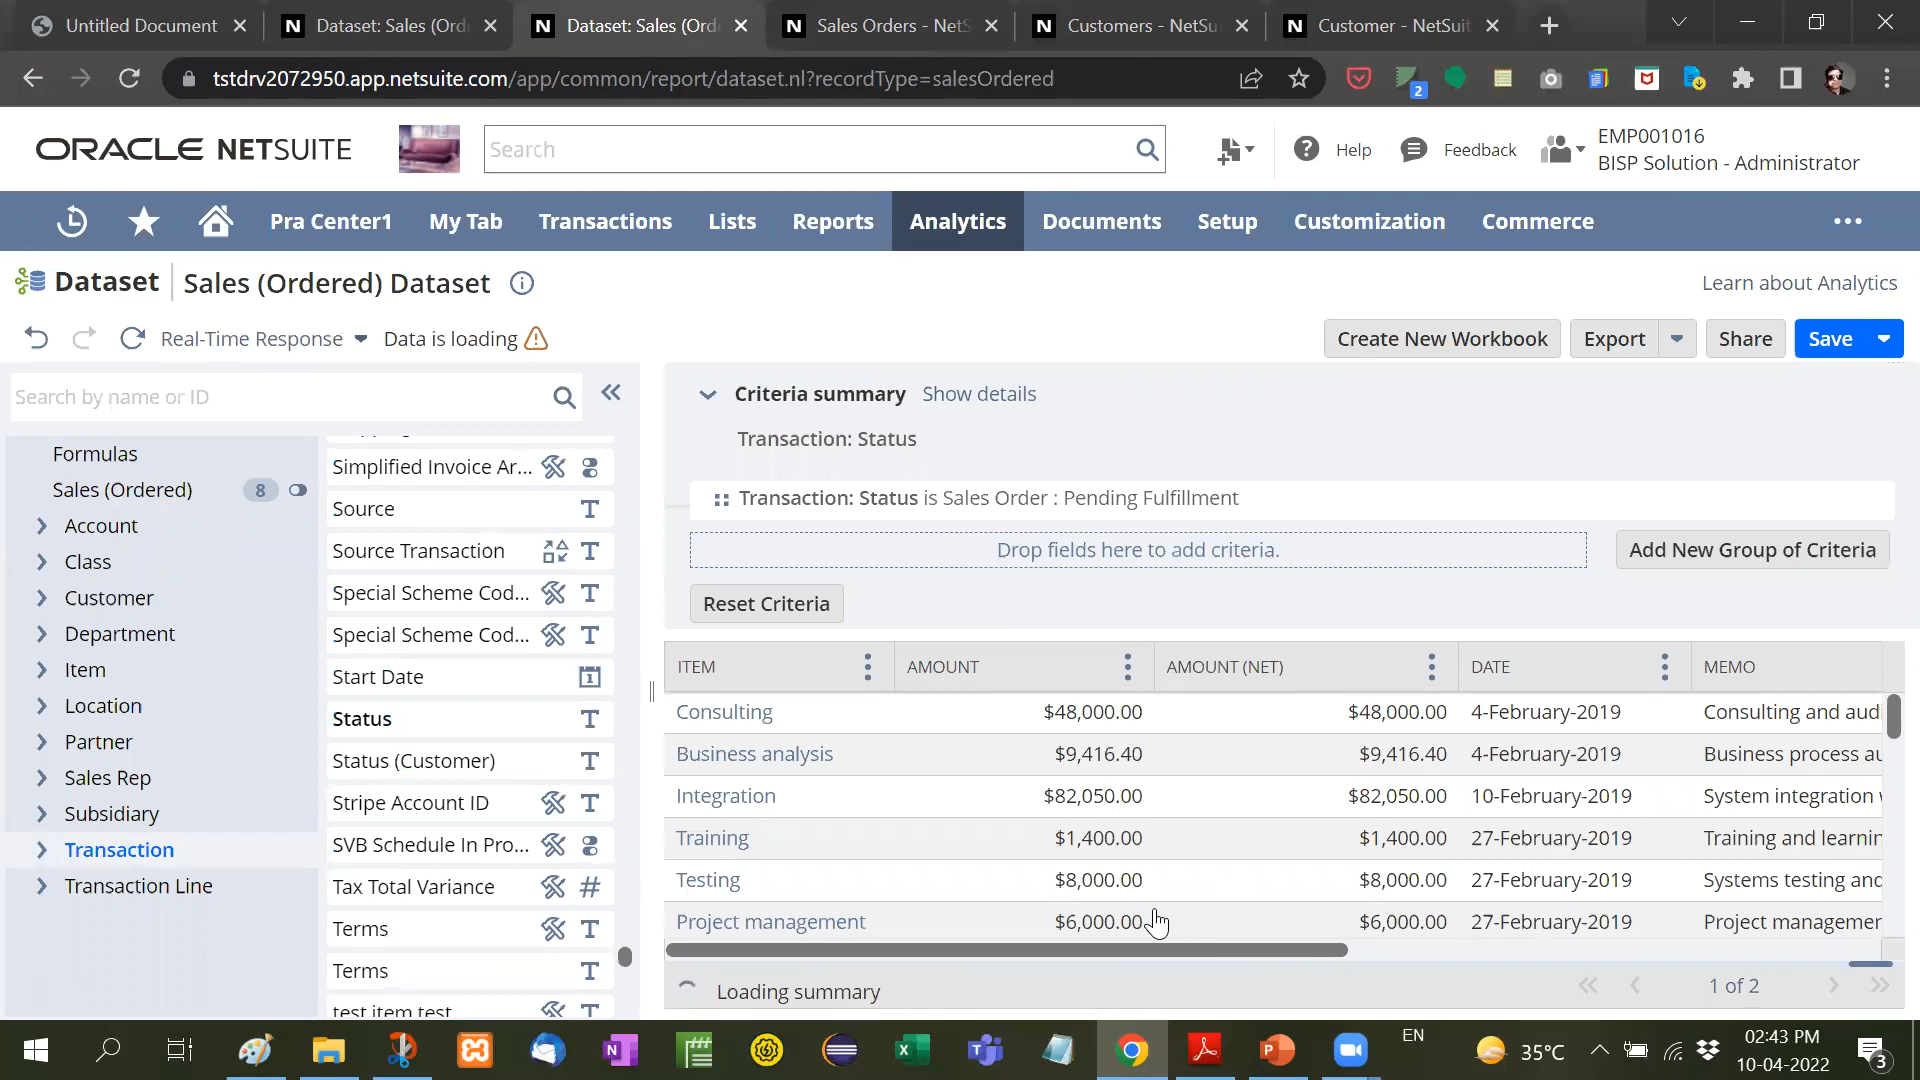 Untitled Document
Dataset: Sales (Ord
Dataset: Sales (Ord
Sales Orders - NetS
Customers - NetSu
Customer - NetSuit
tstdrv2072950.app.netsuite.com/app/common/report/dataset.nl?recordType=salesOrdered
2
ORACLE NETSUITE
Search
Help
Feedback
EMP001016
BISP Solution - Administrator
Pra Center1
My Tab
Transactions
Lists
Reports
Analytics
Documents
Setup
Customization
Commerce
Dataset
Sales (Ordered) Dataset
Learn about Analytics
Real-Time Response
Data is loading
Create New Workbook
Export
Share
Save
Search by name or ID
Formulas
Sales (Ordered) 8
Account
Class
Customer
Department
Item
Location
Partner
Sales Rep
Subsidiary
Transaction
Transaction Line
Simplified Invoice Ar...
Source
Source Transaction
Special Scheme Cod...
Special Scheme Cod...
Start Date
Status
Status (Customer)
Stripe Account ID
SVB Schedule In Pro...
Tax Total Variance
Terms
Terms
test item test
Criteria summary Show details
Transaction: Status
Transaction: Status is Sales Order : Pending Fulfillment
Drop fields here to add criteria.
Add New Group of Criteria
Reset Criteria
ITEM AMOUNT AMOUNT (NET) DATE MEMO
Consulting $48,000.00 $48,000.00 4-February-2019 Consulting and aud
Business analysis $9,416.40 $9,416.40 4-February-2019 Business process au
Integration $82,050.00 $82,050.00 10-February-2019 System integration
Training $1,400.00 $1,400.00 27-February-2019 Training and learnin
Testing $8,000.00 $8,000.00 27-February-2019 Systems testing and
Project management $6,000.00 $6,000.00 27-February-2019 Project managemer
Loading summary
1 of 2
EN
35°C
02:43 PM
10-04-2022
3